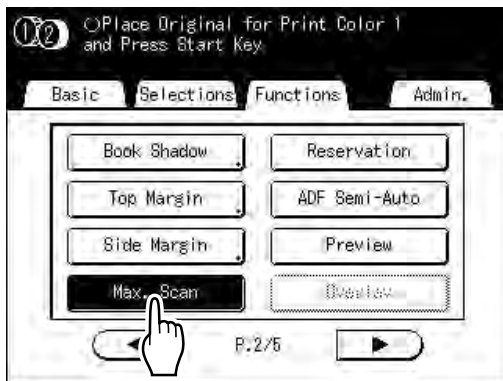 ①② ○Place Original for Print Color 1
and Press Start Key
Basic Selections Functions Admin.
Book Shadow Reservation
Top Margin ADF Semi-Auto
Side Margin Preview
Max. Scan Overlay
P.2/5